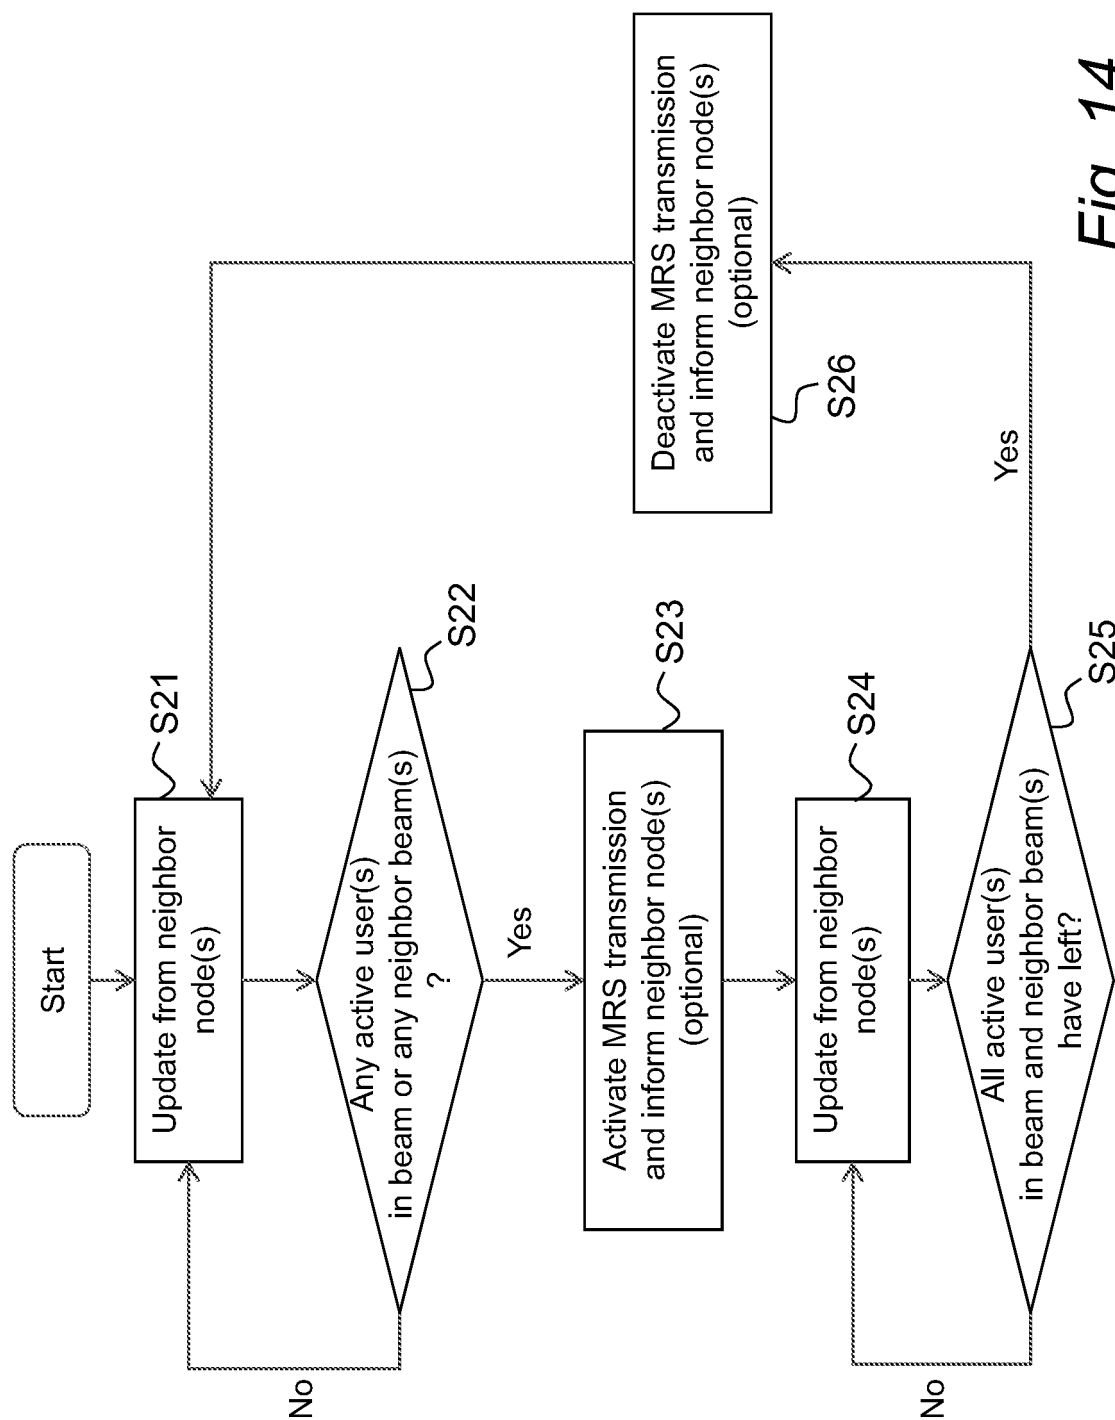 Start
Update from neighbor
node(s)
S21
Any active user(s)
in beam or any neighbor beam(s)
?
S22
No
Yes
Activate MRS transmission
and inform neighbor node(s)
(optional)
S23
Update from neighbor
node(s)
S24
All active user(s)
in beam and neighbor beam(s)
have left?
S25
No
Yes
Deactivate MRS transmission
and inform neighbor node(s)
(optional)
S26
Fig. 14